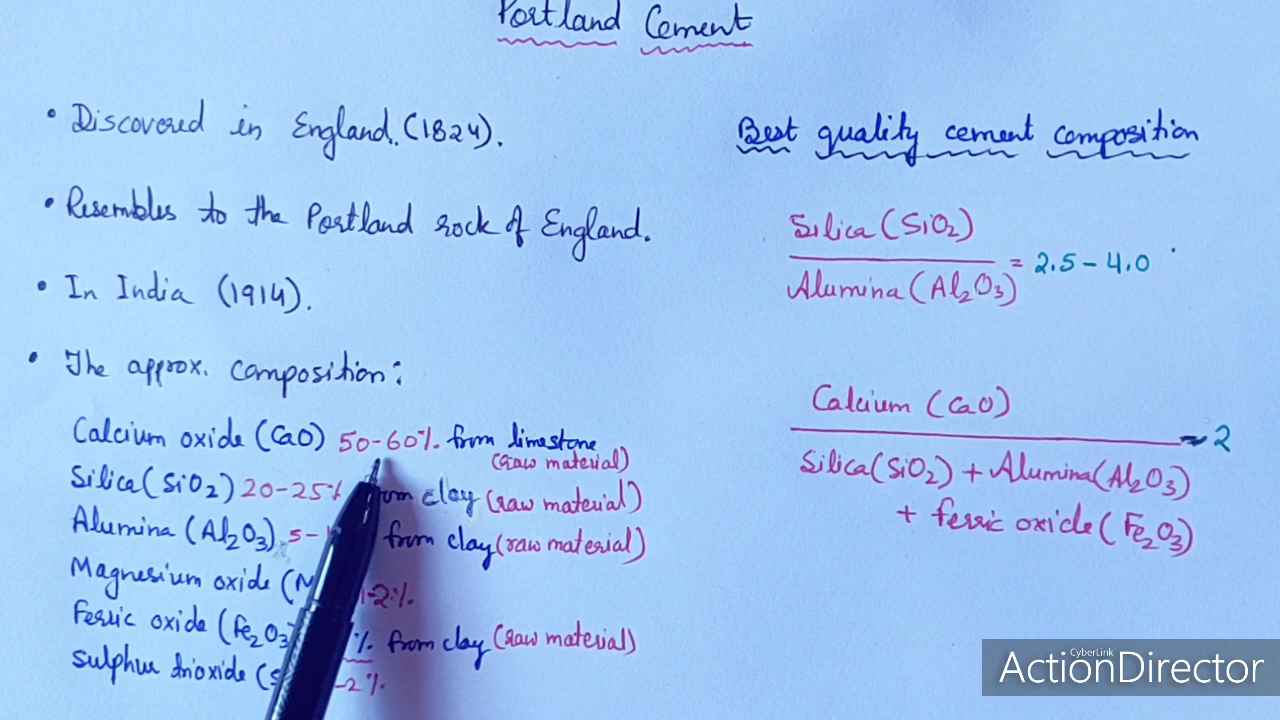 Portland Cement
• Discovered in England. (1824).
• Resembles to the Portland rock of England.
• In India (1914).
• The approx. composition:
Calcium oxide (CaO) 50-60% from limestone
(raw material)
Silica (SiO2) 20-25% from clay (raw material)
Alumina (Al2O3) 5- from clay (raw material)
Magnesium oxide ( 1-2%.
Ferric oxide (Fe2O3 %. from clay (raw material)
Sulphur trioxide (S -2%.
Best quality cement composition
Silica (SiO2)
Alumina (Al2O3) = 2.5-4.0
Calcium (CaO)
≈ 2
Silica (SiO2) + Alumina (Al2O3)
+ ferric oxide (Fe2O3)
CyberLink
ActionDirector